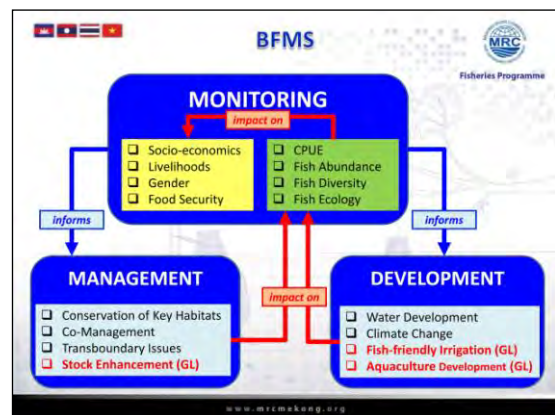 BFMS
MRC
Fisheries Programme
MONITORING
impact on
Socio-economics
Livelihoods
Gender
Food Security
CPUE
Fish Abundance
Fish Diversity
Fish Ecology
informs
informs
MANAGEMENT
impact on
DEVELOPMENT
Conservation of Key Habitats
Co-Management
Transboundary Issues
Stock Enhancement (GL)
Water Development
Climate Change
Fish-friendly Irrigation (GL)
Aquaculture Development (GL)
www.mrcmekong.org